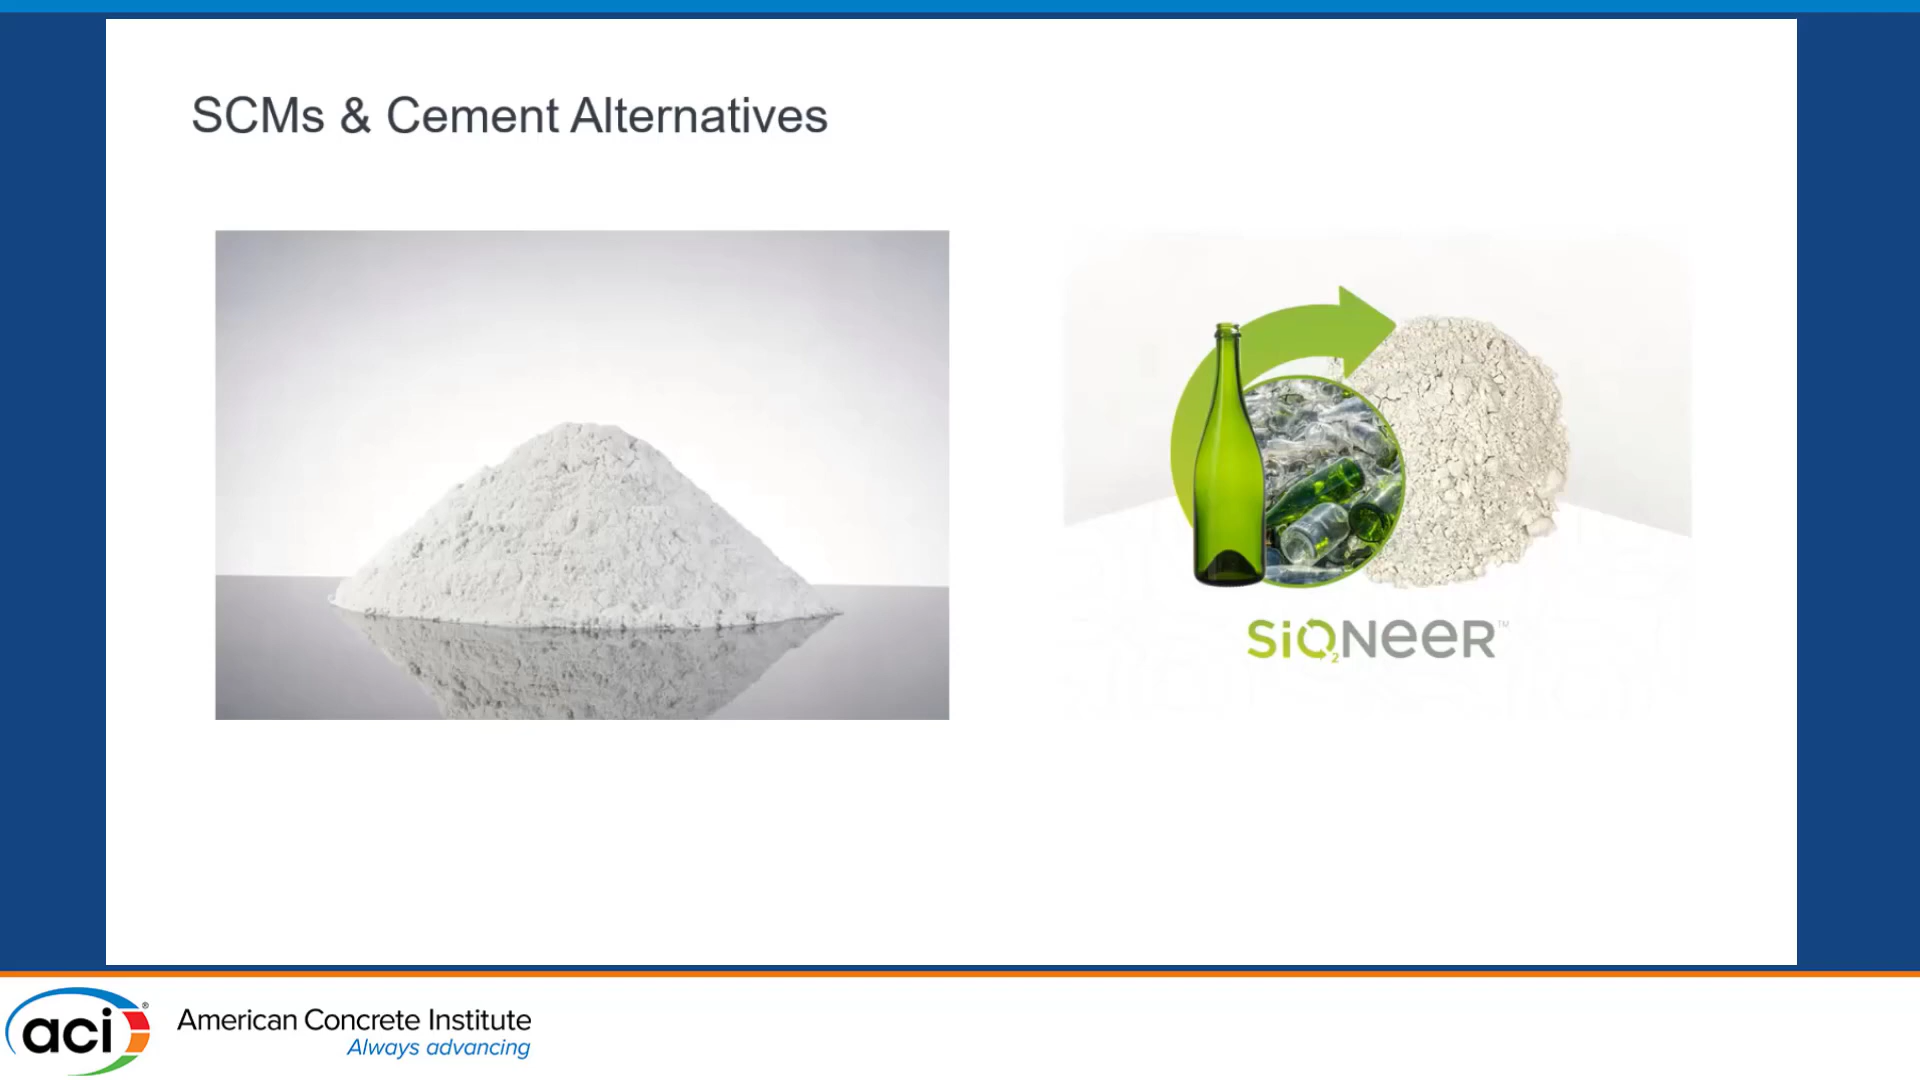 SCMs & Cement Alternatives
SiO2NeeR™
aci®
American Concrete Institute
Always advancing